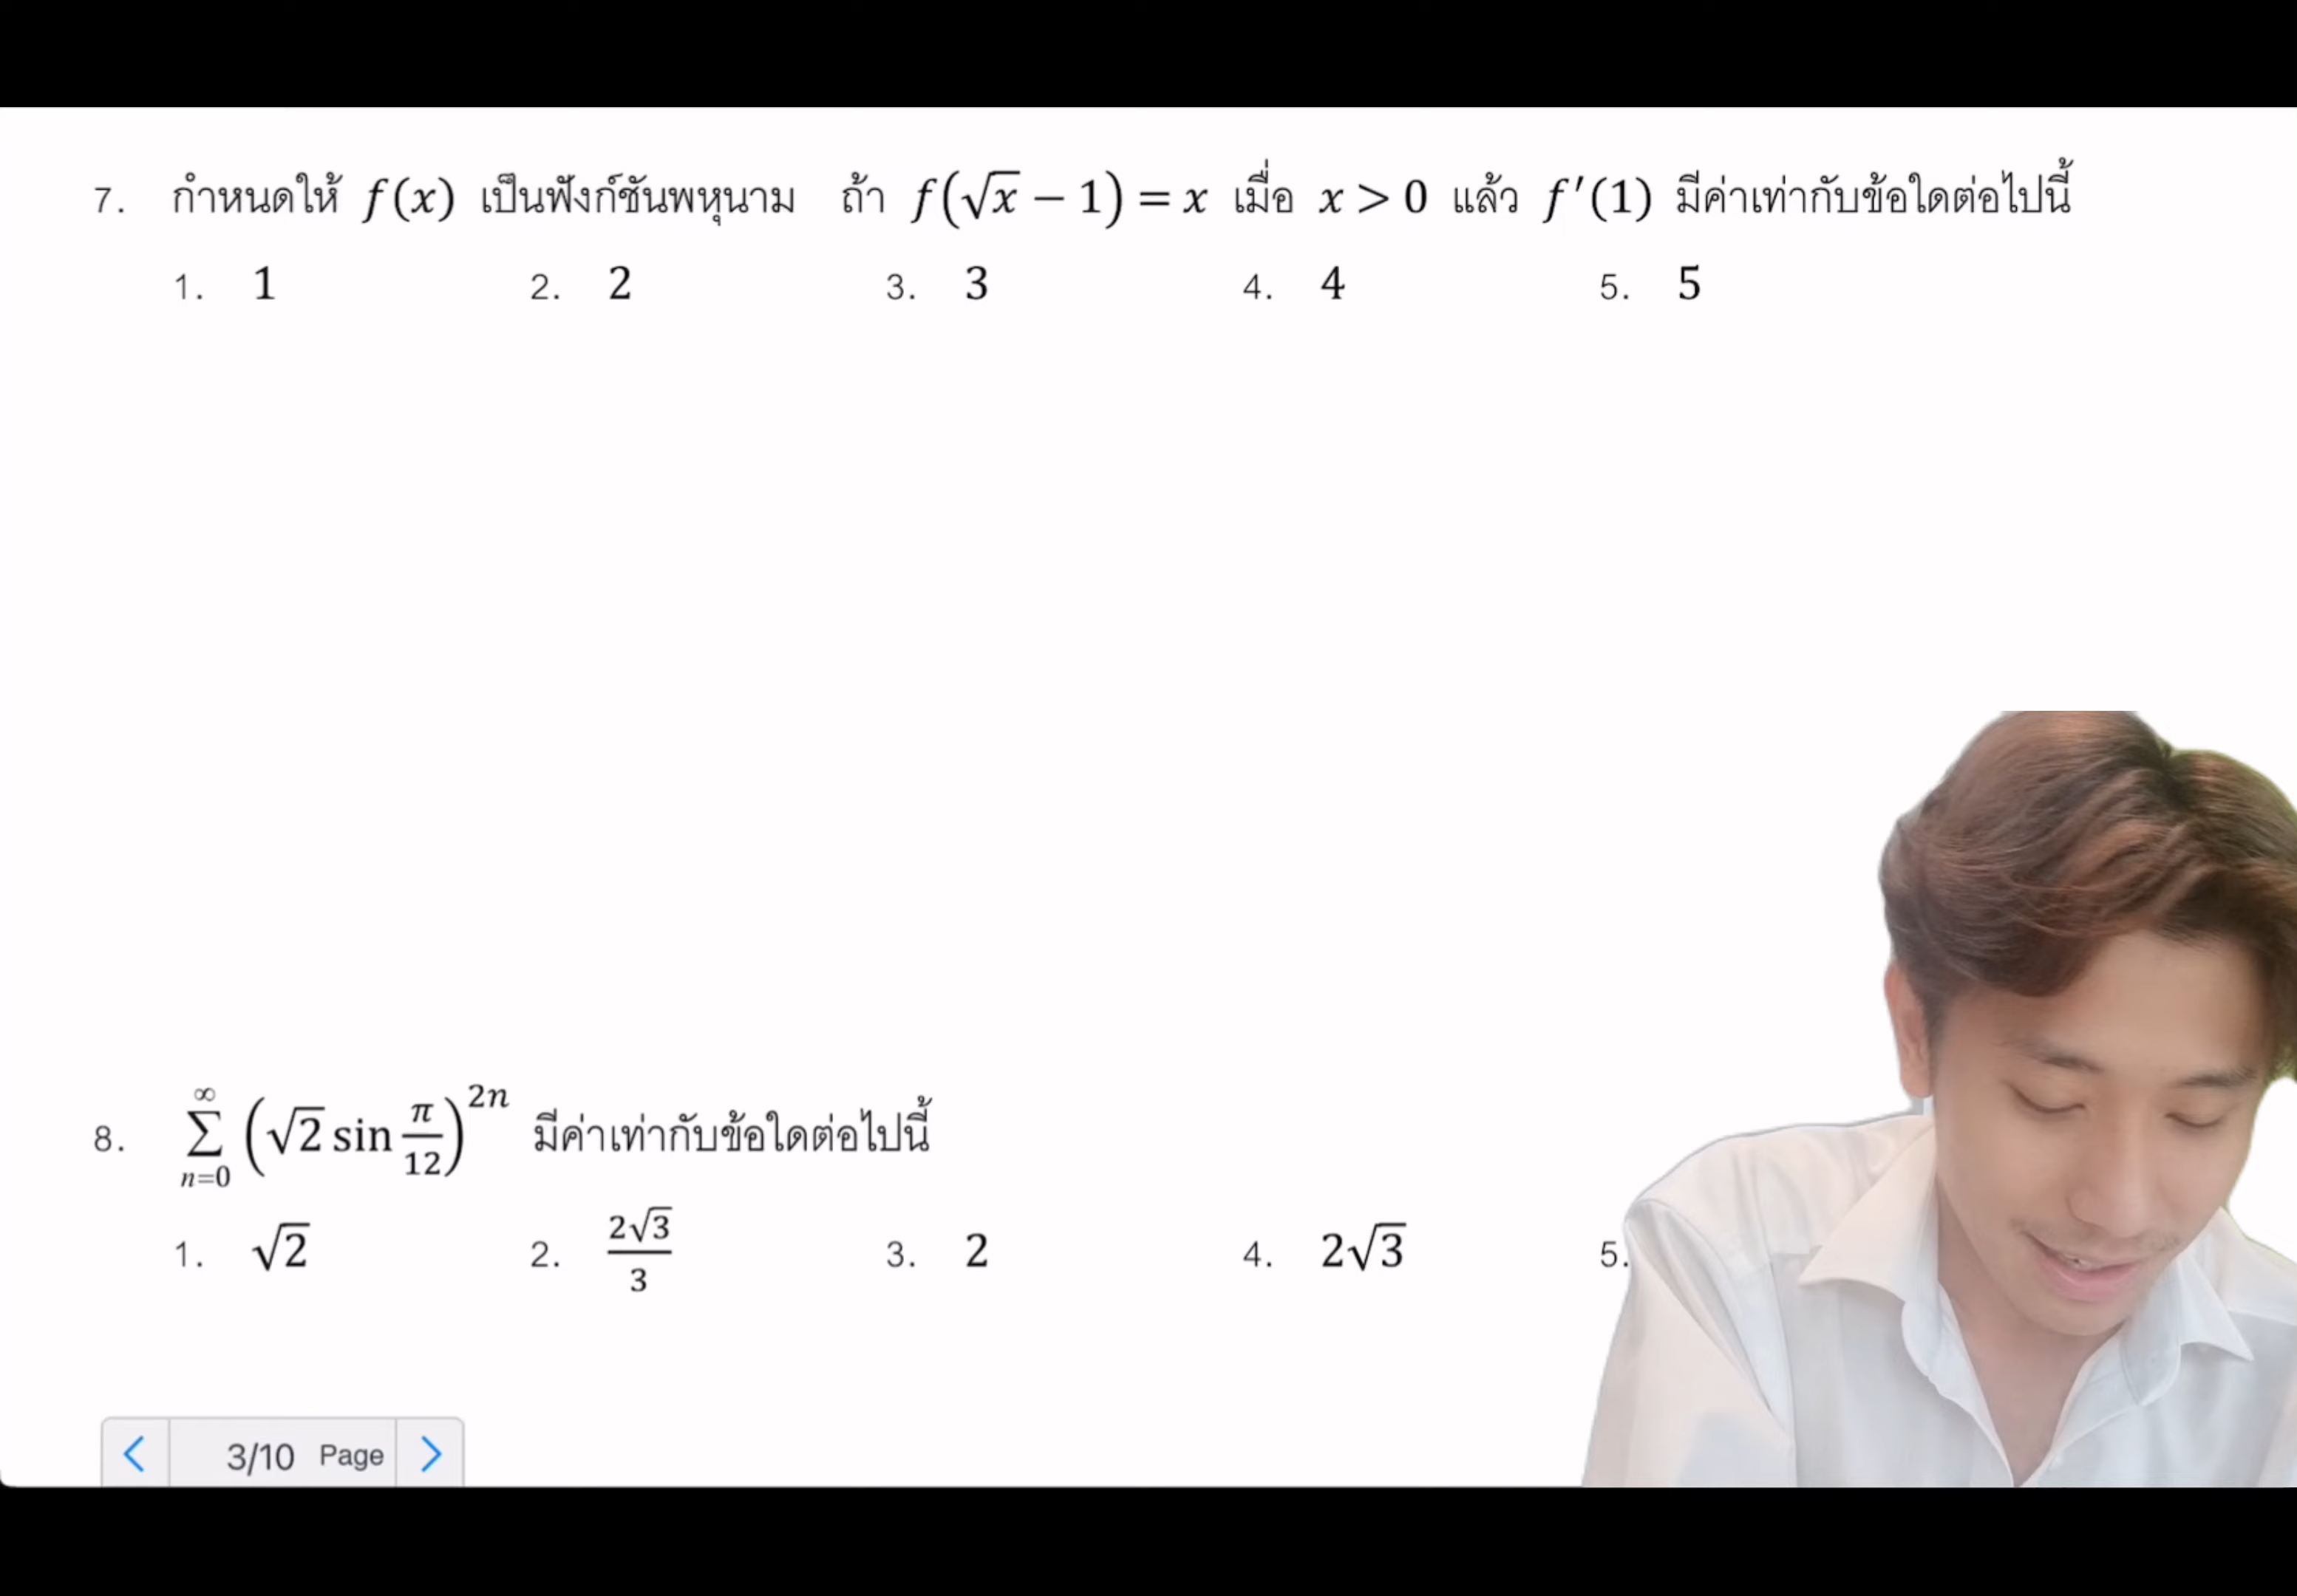 7. กำหนดให้ f(x) เป็นฟังก์ชันพหุนาม ถ้า f(√x − 1) = x เมื่อ x > 0 แล้ว f′(1) มีค่าเท่ากับข้อใดต่อไปนี้
1. 1 2. 2 3. 3 4. 4 5. 5
8. ∑_{n=0}^{∞} (√2 sin π/12)^{2n} มีค่าเท่ากับข้อใดต่อไปนี้
1. √2 2. 2√3/3 3. 2 4. 2√3 5.
< 3/10 Page >